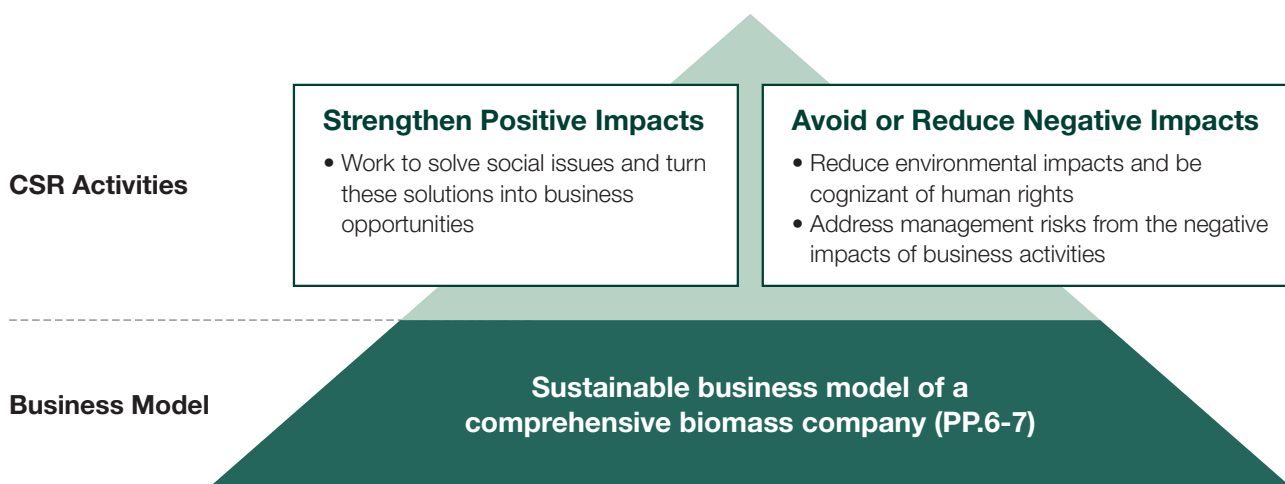 CSR Activities
Strengthen Positive Impacts
• Work to solve social issues and turn
these solutions into business
opportunities
Avoid or Reduce Negative Impacts
• Reduce environmental impacts and be
cognizant of human rights
• Address management risks from the negative
impacts of business activities
Business Model
Sustainable business model of a
comprehensive biomass company (PP.6-7)